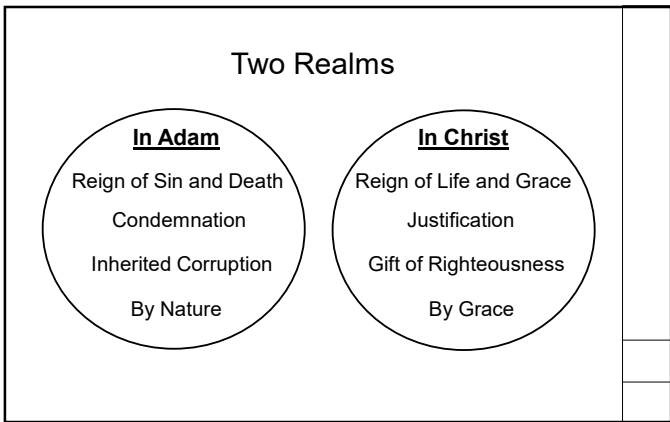 Two Realms
In Adam
Reign of Sin and Death
Condemnation
Inherited Corruption
By Nature
In Christ
Reign of Life and Grace
Justification
Gift of Righteousness
By Grace